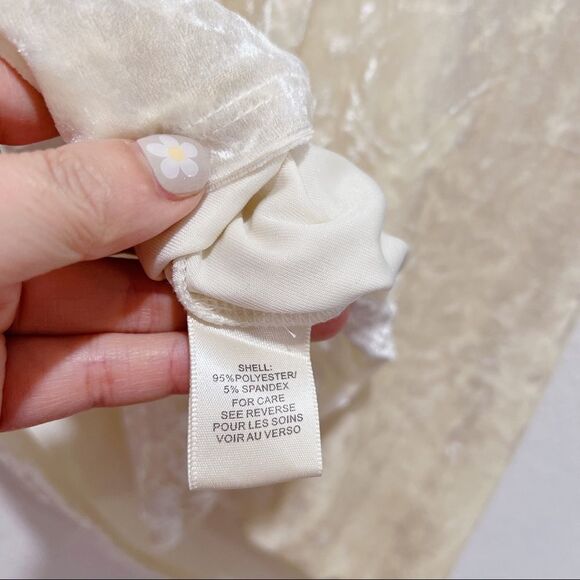 SHELL:
95%POLYESTER/
5% SPANDEX
FOR CARE
SEE REVERSE
POUR LES SOINS
VOIR AU VERSO